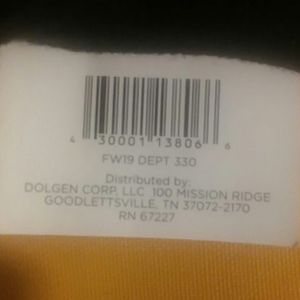 4 30001 13806 6
FW19 DEPT 330
Distributed by:
DOLGEN CORP, LLC 100 MISSION RIDGE
GOODLETTSVILLE, TN 37072-2170
RN 67227